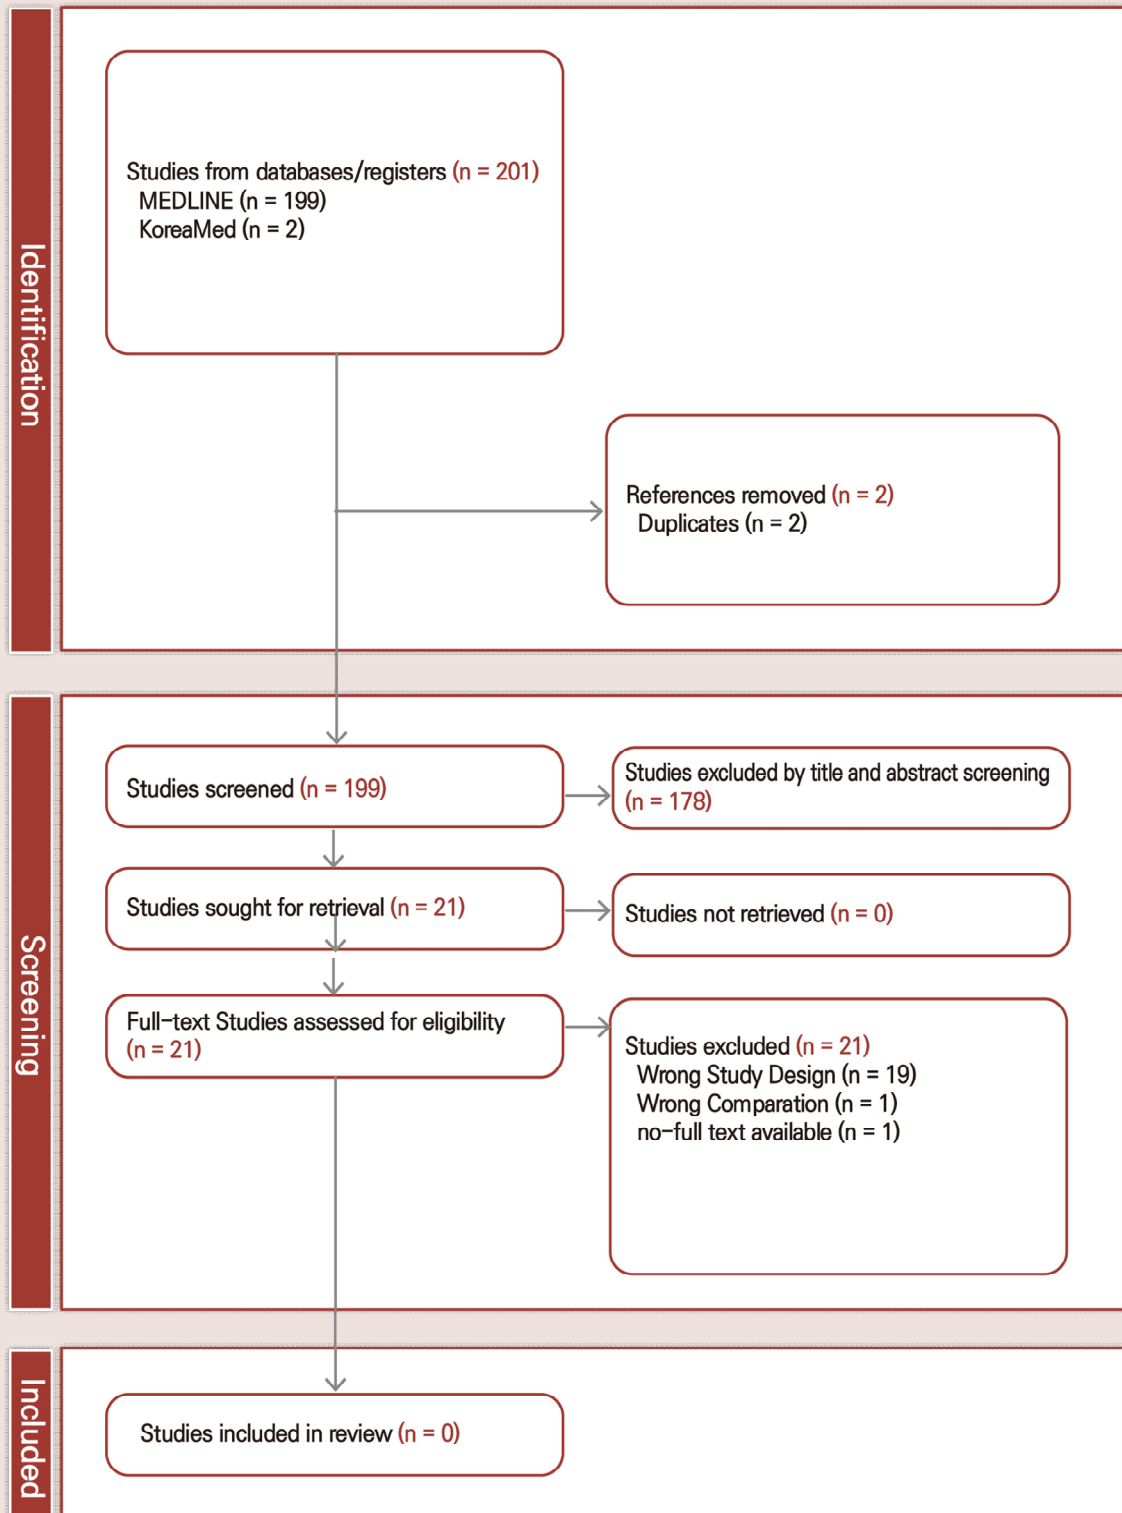 Identification
Studies from databases/registers (n = 201)
MEDLINE (n = 199)
KoreaMed (n = 2)
References removed (n = 2)
Duplicates (n = 2)
Screening
Studies screened (n = 199)
Studies excluded by title and abstract screening
(n = 178)
Studies sought for retrieval (n = 21)
Studies not retrieved (n = 0)
Full-text Studies assessed for eligibility
(n = 21)
Studies excluded (n = 21)
Wrong Study Design (n = 19)
Wrong Comparation (n = 1)
no-full text available (n = 1)
Included
Studies included in review (n = 0)